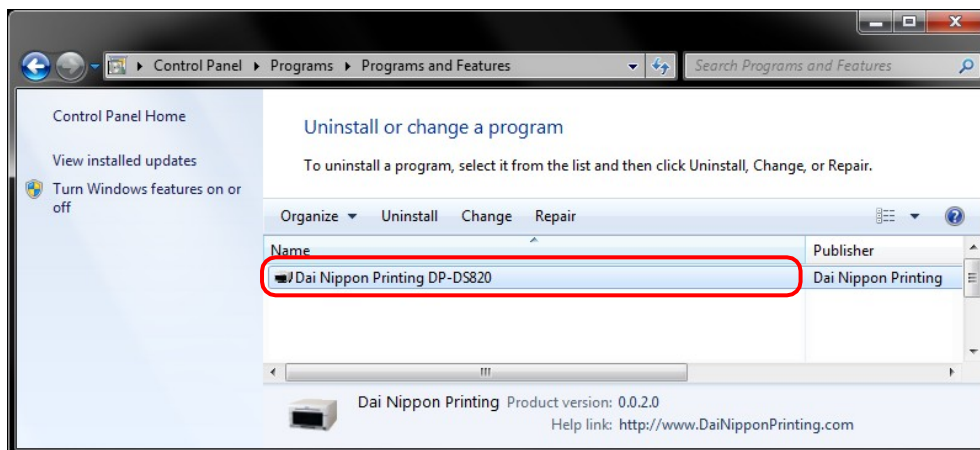 Control Panel Programs Programs and Features Search Programs and Features
Control Panel Home
View installed updates
Turn Windows features on or
off
Uninstall or change a program
To uninstall a program, select it from the list and then click Uninstall, Change, or Repair.
Organize Uninstall Change Repair
Name Publisher
Dai Nippon Printing DP-DS820 Dai Nippon Printing
Dai Nippon Printing Product version: 0.0.2.0
Help link: http://www.DaiNipponPrinting.com